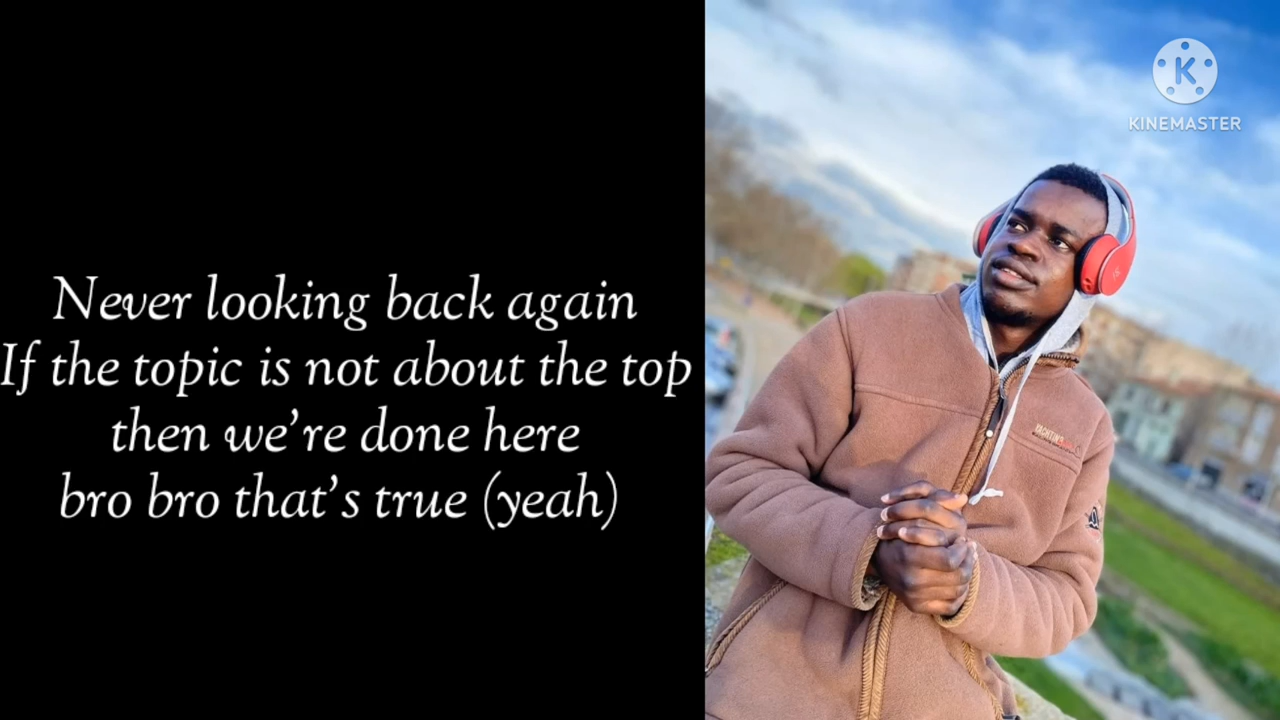 Never looking back again
If the topic is not about the top
then we're done here
bro bro that's true (yeah)
K
KINEMASTER